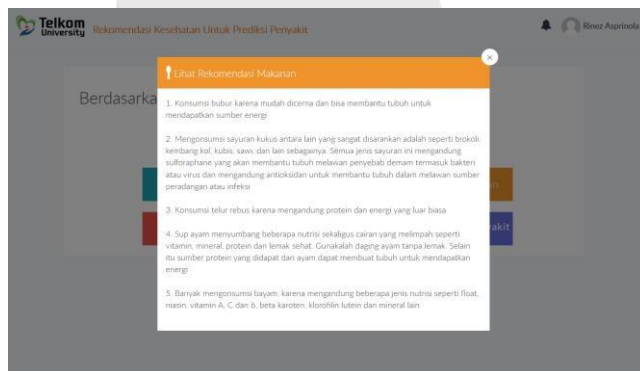 Telkom
University
Rekomendasi Kesehatan Untuk Prediksi Penyakit
Rinez Asprinola
Lihat Rekomendasi Makanan
Berdasarka
1. Konsumsi bubur karena mudah dicerna dan bisa membantu tubuh untuk
mendapatkan sumber energi
2. Mengonsumsi sayuran kukus antara lain yang sangat disarankan adalah seperti brokoli,
kembang kol, kubis, sawi, dan lain sebagainya. Semua jenis sayuran ini mengandung
sulforaphane yang akan membantu tubuh melawan penyebab demam termasuk bakteri
atau virus dan mengandung antioksidan untuk membantu tubuh dalam melawan sumber
peradangan atau infeksi
3. Konsumsi telur rebus karena mengandung protein dan energi yang luar biasa
4. Sup ayam menyumbang beberapa nutrisi sekaligus cairan yang melimpah seperti
vitamin, mineral, protein dan lemak sehat. Gunakalah daging ayam tanpa lemak. Selain
itu sumber protein yang didapat dari ayam dapat membuat tubuh untuk mendapatkan
energi
5. Banyak mengonsumsi bayam, karena mengandung beberapa jenis nutrisi seperti float,
niasin, vitamin A, C dan 6, beta karoten, klorofilin lutein dan mineral lain
an
yakit